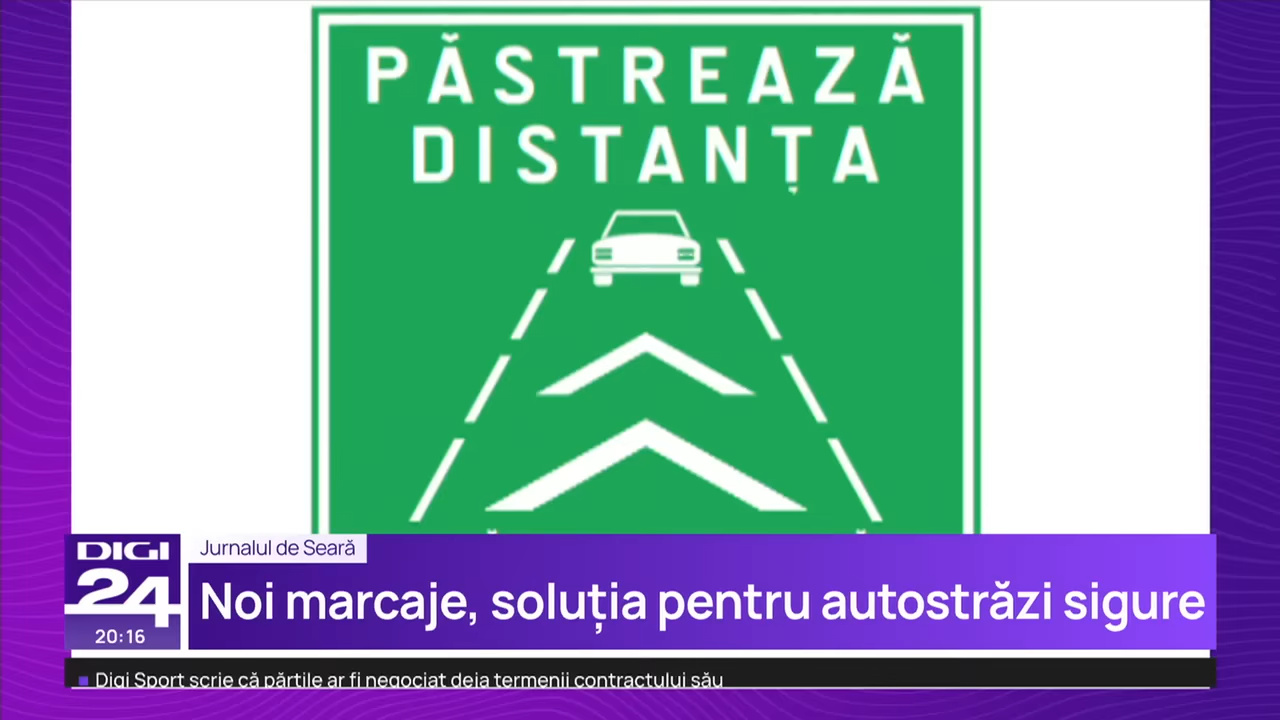 PĂSTREAZĂ
DISTANȚA
DIGI
24
20:16
Jurnalul de Seară
Noi marcaje, soluția pentru autostrăzi sigure
Digi Sport scrie că părțile ar fi negociat deja termenii contractului său